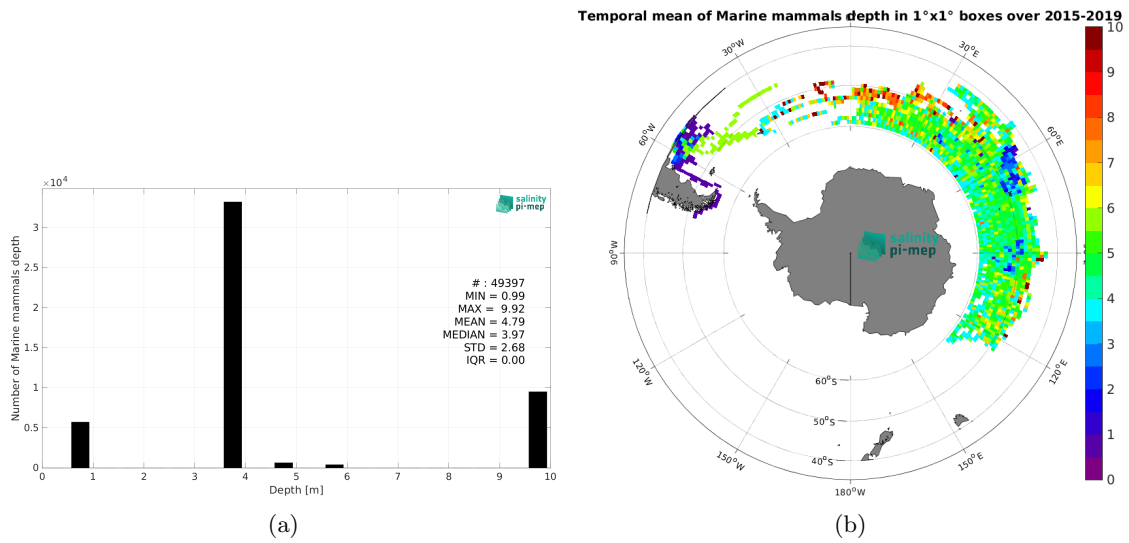 ×10⁴
3
2.5
2
1.5
1
0.5
0
0 1 2 3 4 5 6 7 8 9 10
Number of Marine mammals depth
Depth [m]
salinity
pi-mep
# : 49397
MIN = 0.99
MAX = 9.92
MEAN = 4.79
MEDIAN = 3.97
STD = 2.68
IQR = 0.00
(a)
Temporal mean of Marine mammals depth in 1°x1° boxes over 2015-2019
30°W
30°E
60°W
60°E
90°W
120°W
120°E
150°W
150°E
180°W
60°S
50°S
40°S
salinity
pi-mep
10
9
8
7
6
5
4
3
2
1
0
(b)